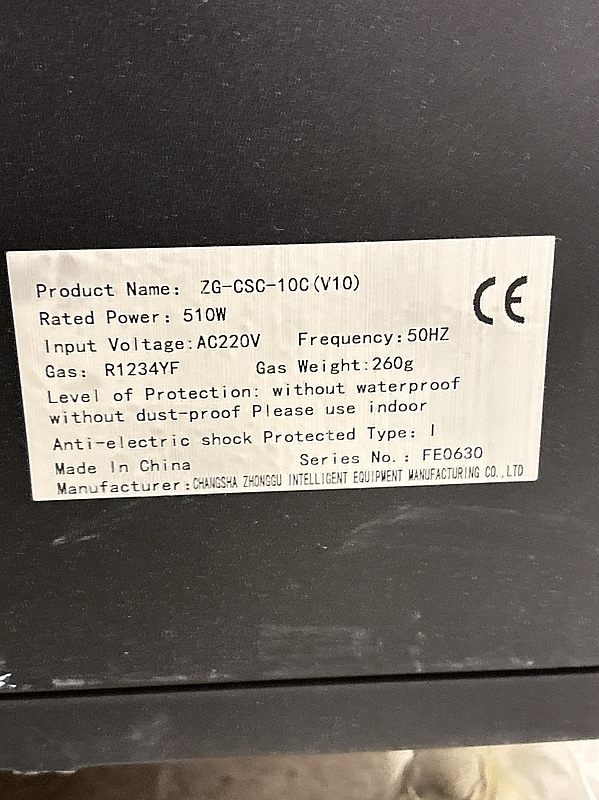 Product Name: ZG-CSC-10C(V10)
CE
Rated Power: 510W
Input Voltage:AC220V Frequency:50HZ
Gas: R1234YF Gas Weight:260g
Level of Protection: without waterproof
without dust-proof Please use indoor
Anti-electric shock Protected Type: I
Made In China Series No.: FE0630
Manufacturer:CHANGSHA ZHONGGU INTELLIGENT EQUIPMENT MANUFACTURING CO.,LTD